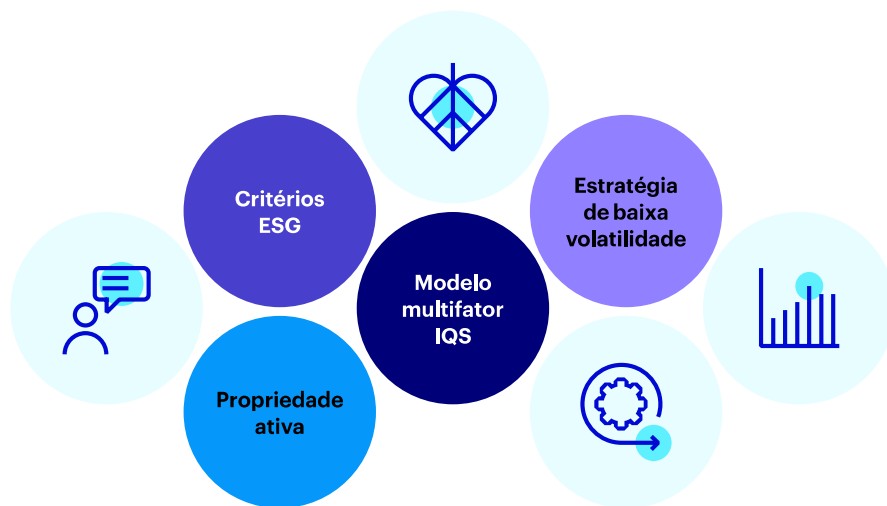 Critérios
ESG
Estratégia
de baixa
volatilidade
Modelo
multifator
IQS
Propriedade
ativa